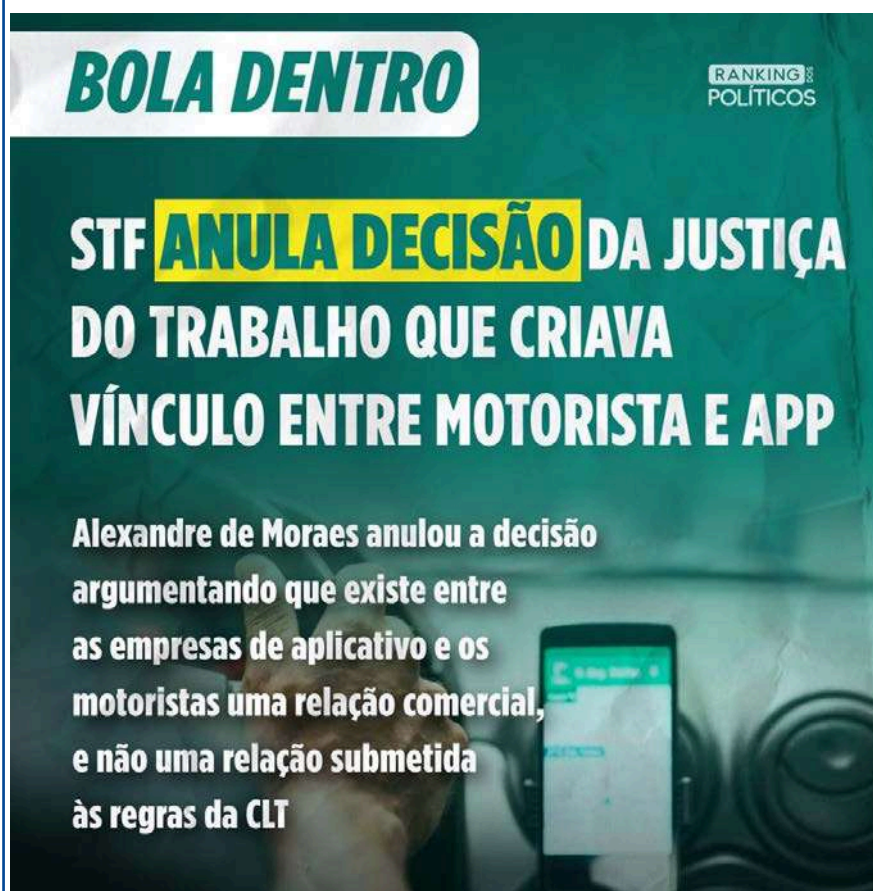 BOLA DENTRO
RANKING DOS
POLÍTICOS
STF ANULA DECISÃO DA JUSTIÇA
DO TRABALHO QUE CRIAVA
VÍNCULO ENTRE MOTORISTA E APP
Alexandre de Moraes anulou a decisão
argumentando que existe entre
as empresas de aplicativo e os
motoristas uma relação comercial,
e não uma relação submetida
às regras da CLT